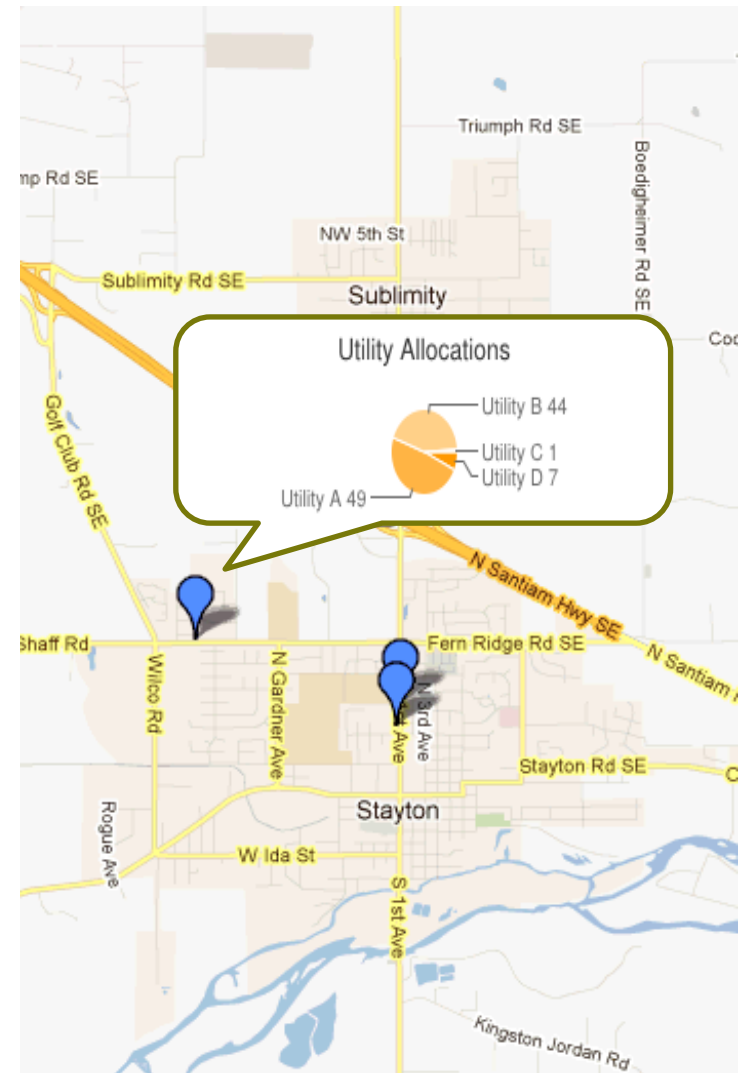 Triumph Rd SE
Boedigheimer Rd SE
mp Rd SE
NW 5th St
Sublimity Rd SE
Sublimity
Coo
Utility Allocations
Utility B 44
Utility C 1
Utility D 7
Utility A 49
Golf Club Rd SE
N Santiam Hwy SE
Shaff Rd
Fern Ridge Rd SE
N Santiam
Wilco Rd
N Gardner Ave
N 3rd Ave
Ave
Stayton Rd SE
Stayton
Rogue Ave
W Ida St
S 1st Ave
Kingston Jordan Rd